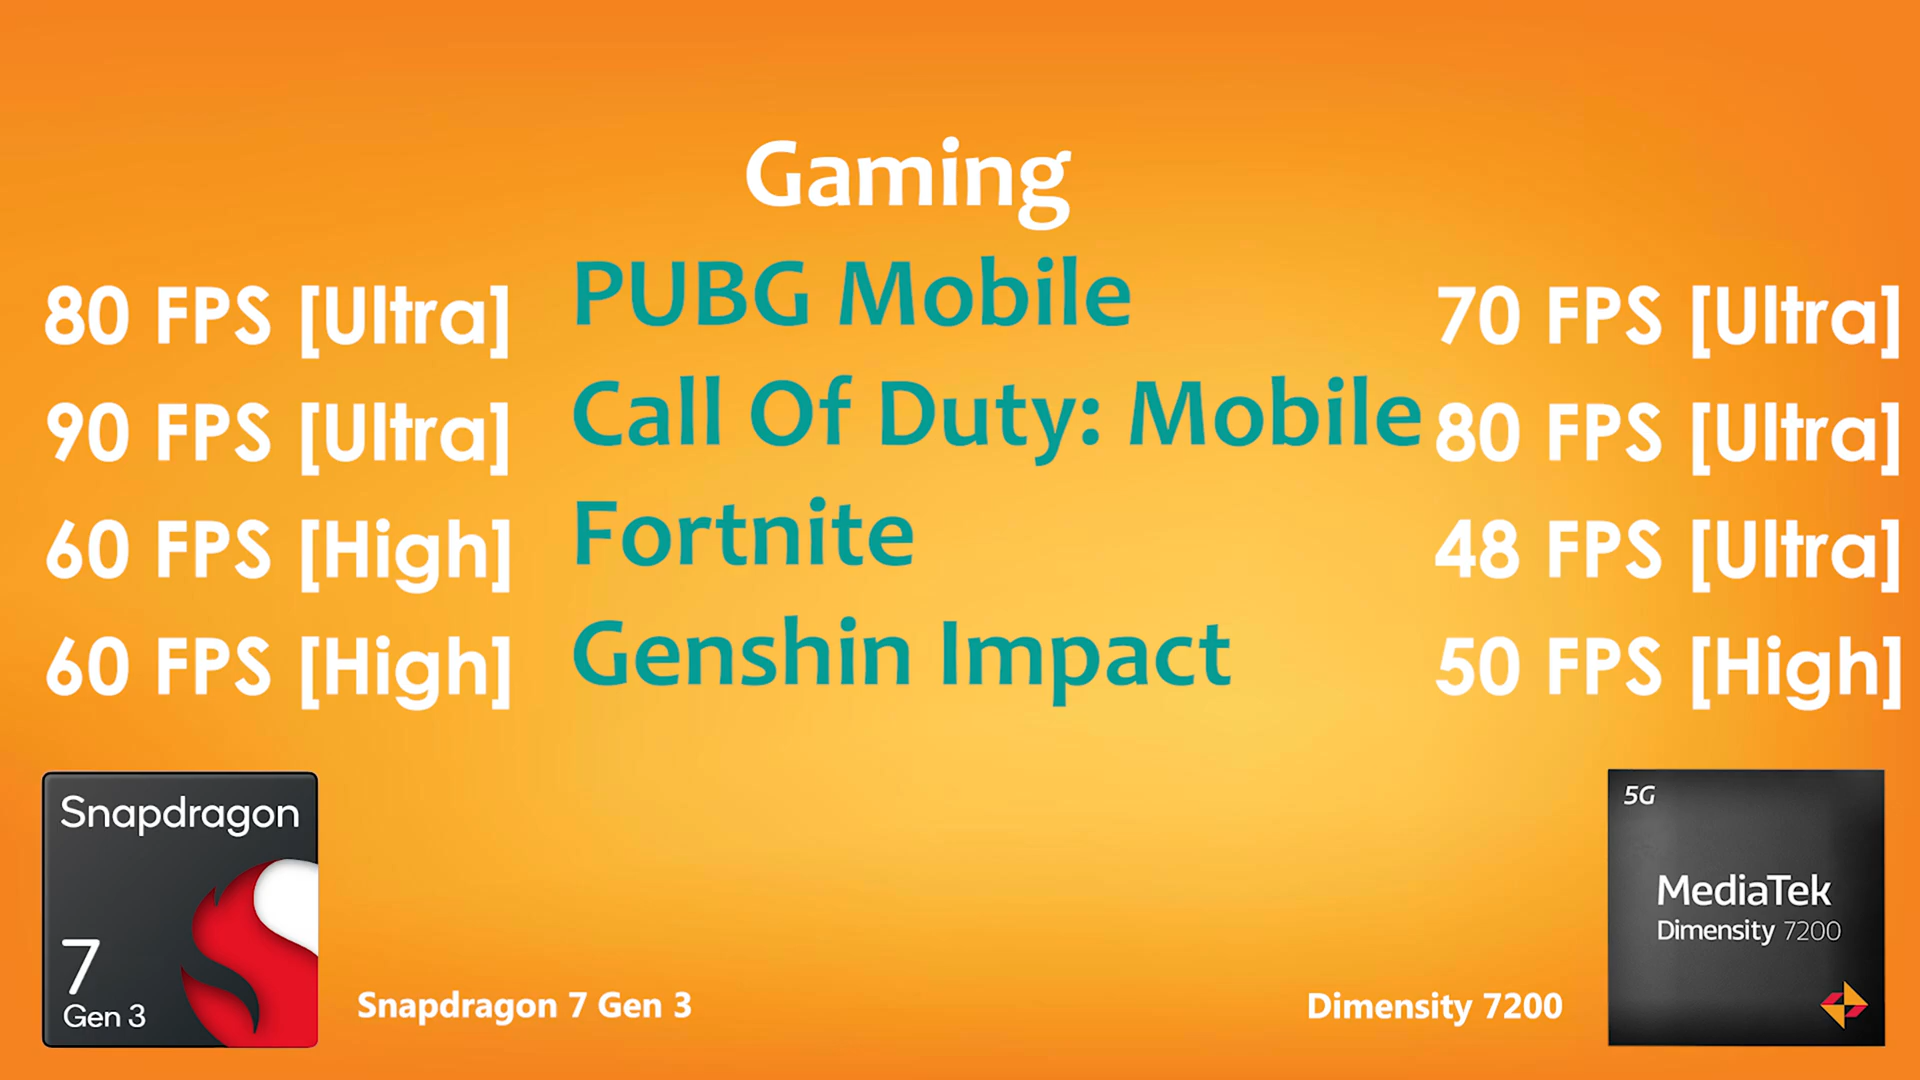 Gaming
80 FPS [Ultra] PUBG Mobile 70 FPS [Ultra]
90 FPS [Ultra] Call Of Duty: Mobile 80 FPS [Ultra]
60 FPS [High] Fortnite 48 FPS [Ultra]
60 FPS [High] Genshin Impact 50 FPS [High]
Snapdragon
7
Gen 3
Snapdragon 7 Gen 3
Dimensity 7200
5G
MediaTek
Dimensity 7200